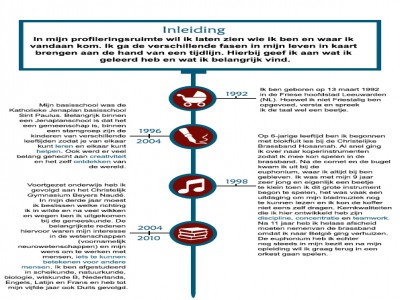 Inleiding
In mijn profileringsruimte wil ik laten zien wie ik ben en waar ik
vandaan kom. Ik ga de verschillende fasen in mijn leven in kaart
brengen aan de hand van een tijdlijn. Hierbij geef ik aan wat ik
geleerd heb en wat ik belangrijk vind.
1992
Ik ben geboren op 13 maart 1992
in de Friese hoofdstad Leeuwarden
(NL). Hoewel ik niet Friestalig ben
opgevoed, versta en spreek ik
de taal wel een beetje.
Mijn basisschool was de
Katholieke Jenaplan basisschool
Sint Paulus. Belangrijk binnen
een Jenaplanschool is dat het
een gemeenschap is, binnen
een stamgroep zijn de
kinderen van verschillende
leeftijden zodat je van elkaar
kunt leren en elkaar kunt
helpen. Ook werd er veel
belang gehecht aan creativiteit
en het zelf ontdekken van
de wereld.
1996
2004
Op 6-jarige leeftijd ben ik begonnen
met blokfluit les bij de Christelijke
Brassband Hosannah. Al snel ging
ik over naar koperinstrumenten
zodat ik mee kon spelen in de
brassband. Na de cornet en de bugel
kwam ik uit bij de
euphonium, waar ik altijd bij ben
gebleven. Ik was met mijn 9 jaar
erg jong en eigenlijk een beetje
te klein toen ik dit grote instrument
begon te spelen, het was vaak een
uitdaging om mijn bladmuziek nog
te kunnen lezen en ik kon de koffer
niet eens zelf dragen. Kernkwaliteiten
die ik hier ontwikkeld heb zijn
discipline, concentratie en teamwork.
Na 11 jaar heb ik helaas afscheid
moeten nemen van de brassband
omdat ik naar België ging verhuizen.
De euphonium heb ik echter
nog steeds in mijn bezit en na mijn
opleiding wil ik graag terug in een
orkest gaan spelen.
1998
Voortgezet onderwijs heb ik
gevolgd aan het Christelijk
Gymnasium Beyers Naudé.
In mijn derde jaar moest
ik beslissen welke richting
ik in wilde en na veel wikken
en wegen ben ik uitgekomen
bij de geneeskunde. De
belangrijkste redenen
hiervoor waren mijn interesse
in de wetenschappen
(voornamelijk
neurowetenschappen) en mijn
wens om te werken met
mensen, iets te kunnen
betekenen voor andere
mensen. Ik ben afgestudeerd
in scheikunde, natuurkunde,
biologie, wiskunde B, Nederlands,
Engels, Latijn en Frans en heb tot
mijn vijfde jaar ook Duits gevolgd.
2004
2010